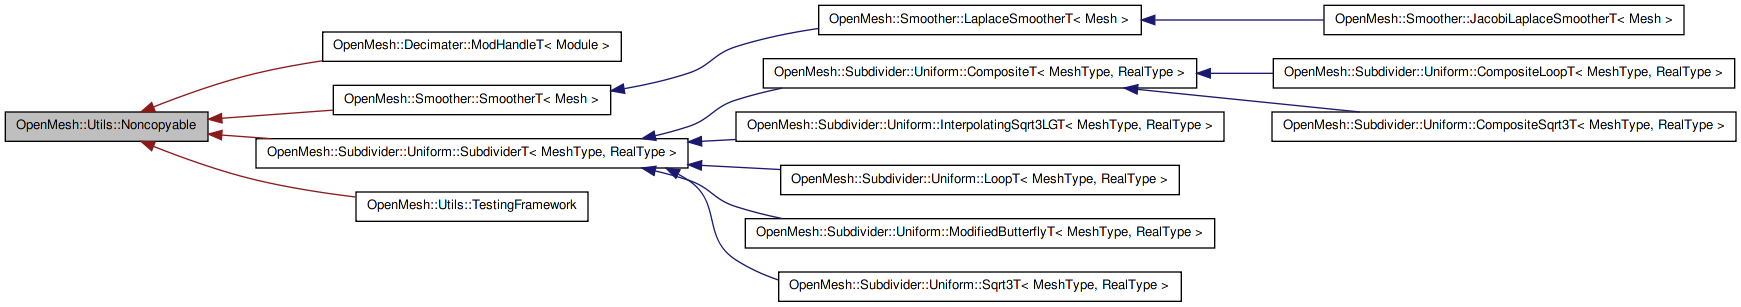 OpenMesh::Smoother::LaplaceSmootherT< Mesh >
OpenMesh::Smoother::JacobiLaplaceSmootherT< Mesh >
OpenMesh::Decimater::ModHandleT< Module >
OpenMesh::Subdivider::Uniform::CompositeT< MeshType, RealType >
OpenMesh::Subdivider::Uniform::CompositeLoopT< MeshType, RealType >
OpenMesh::Smoother::SmootherT< Mesh >
OpenMesh::Utils::Noncopyable
OpenMesh::Subdivider::Uniform::InterpolatingSqrt3LGT< MeshType, RealType >
OpenMesh::Subdivider::Uniform::CompositeSqrt3T< MeshType, RealType >
OpenMesh::Subdivider::Uniform::SubdividerT< MeshType, RealType >
OpenMesh::Subdivider::Uniform::LoopT< MeshType, RealType >
OpenMesh::Utils::TestingFramework
OpenMesh::Subdivider::Uniform::ModifiedButterflyT< MeshType, RealType >
OpenMesh::Subdivider::Uniform::Sqrt3T< MeshType, RealType >